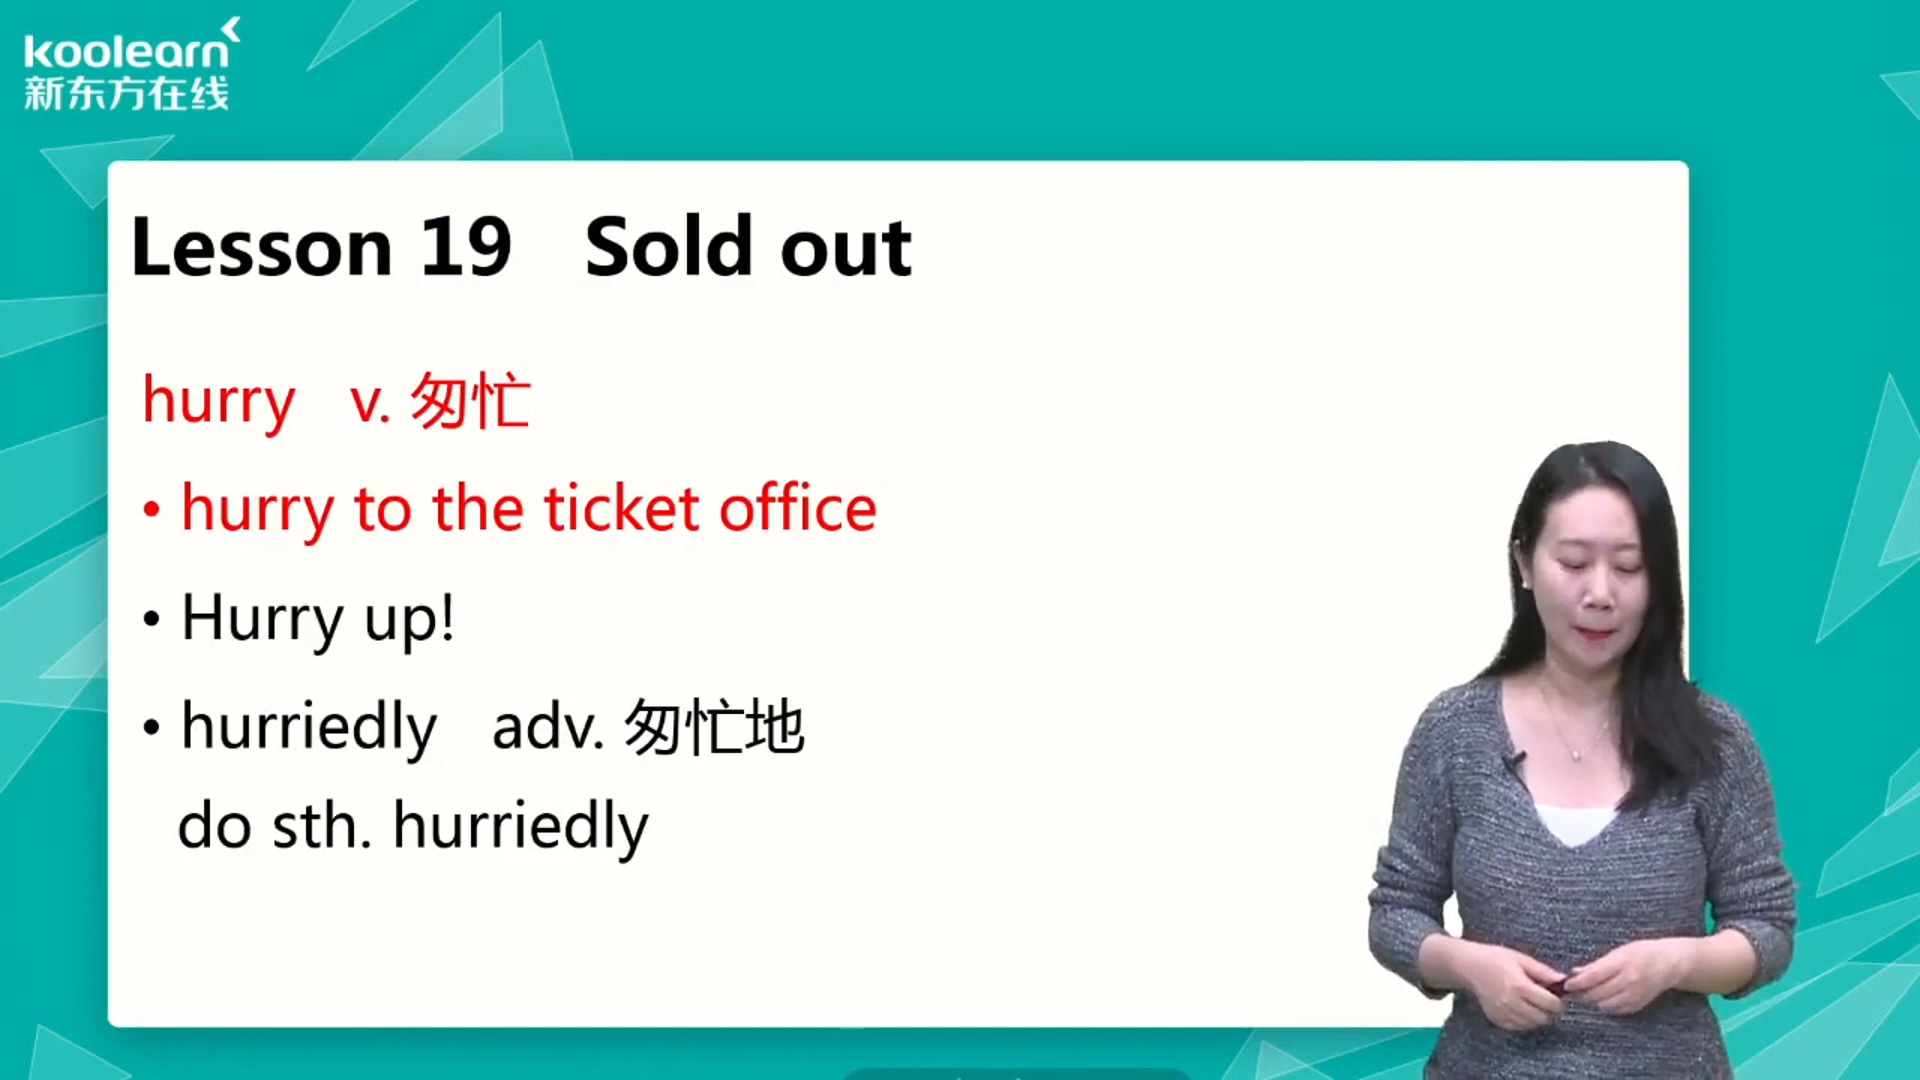 koolearn
新东方在线
Lesson 19 Sold out
hurry v. 匆忙
• hurry to the ticket office
• Hurry up!
• hurriedly adv. 匆忙地
do sth. hurriedly